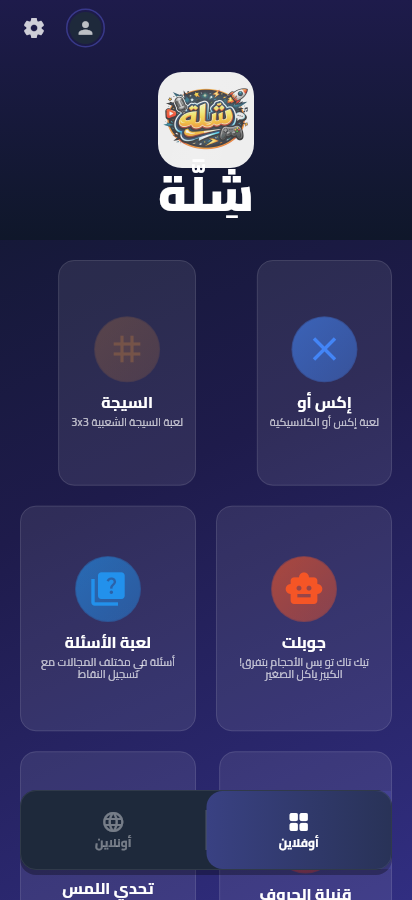 شلة
شِلّة
إكس أو
لعبة إكس أو الكلاسيكية
السيجة
لعبة السيجة الشعبية 3x3
جوبلت
تيك تاك تو بس الأحجام بتفرق!
الكبير ياكل الصغير
لعبة الأسئلة
أسئلة في مختلف المجالات مع
تسجيل النقاط
أوفلاين
أونلاين
قنبلة الحروف
تحدي اللمس